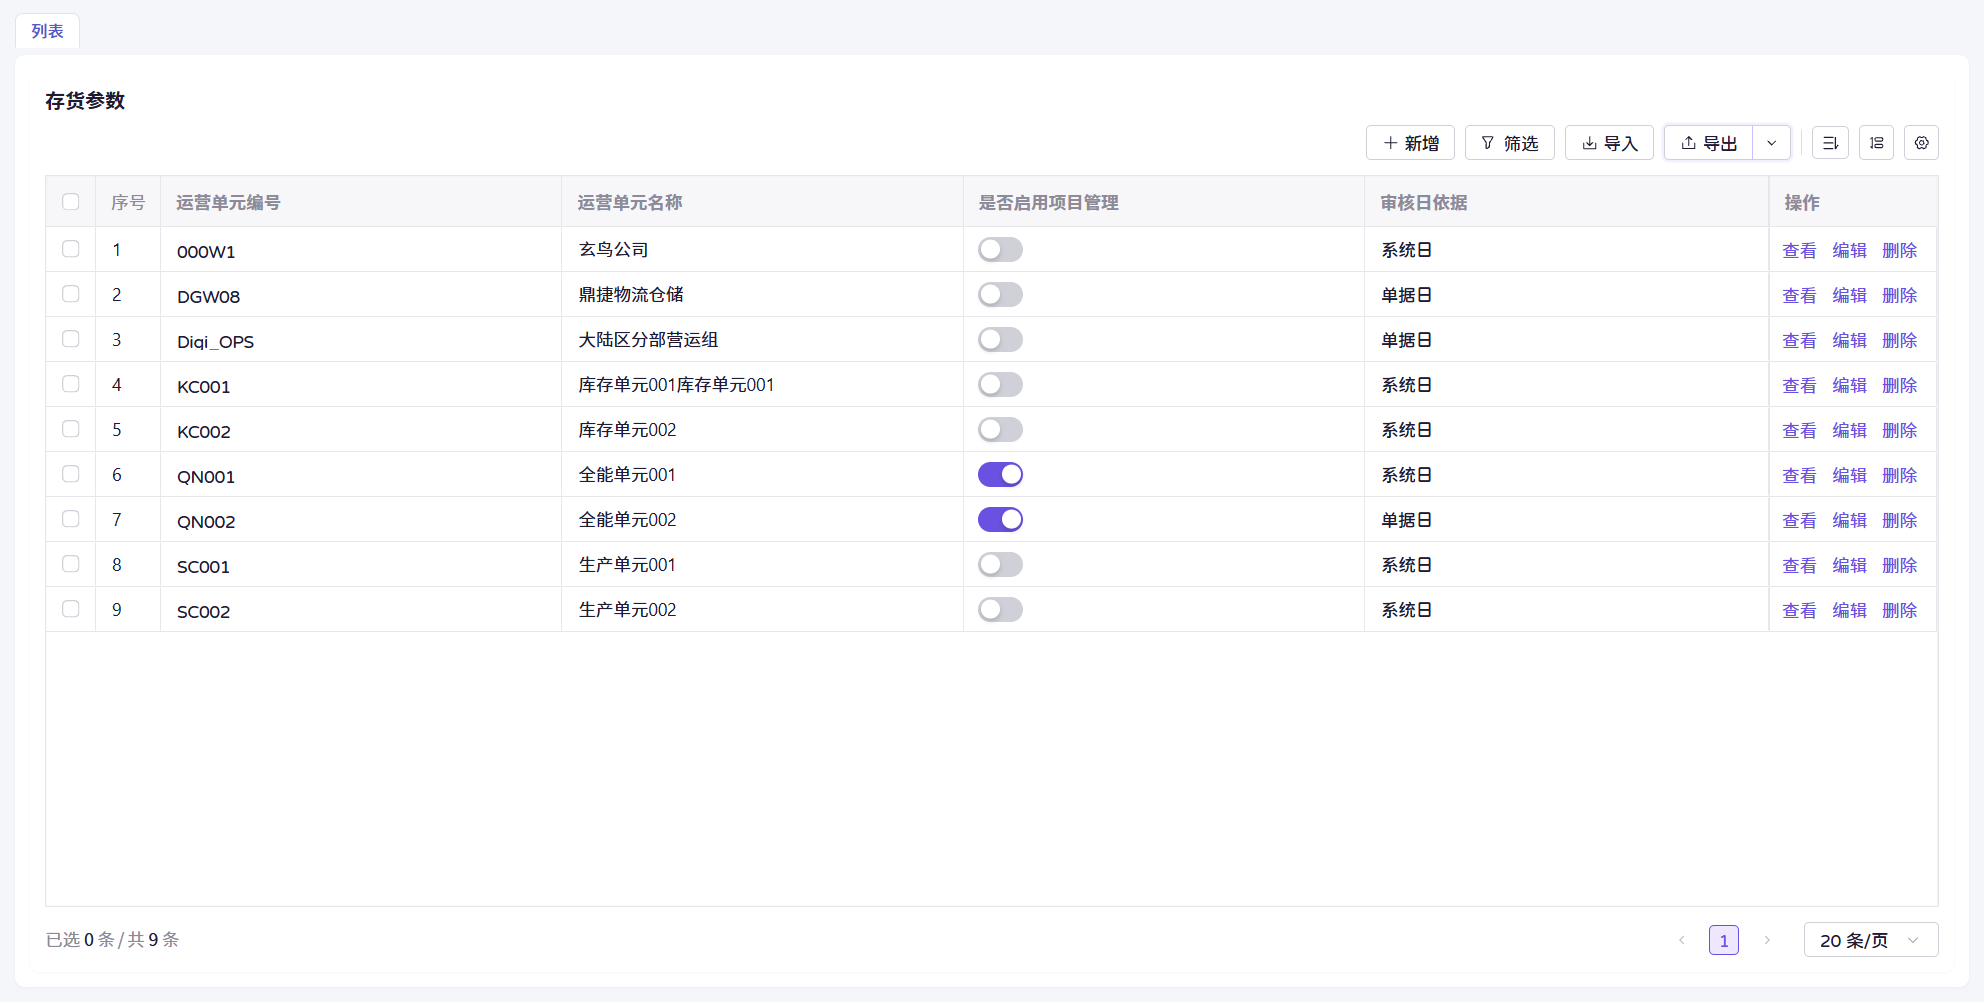 列表
存货参数
新增 筛选 导入 导出
序号 运营单元编号 运营单元名称 是否启用项目管理 审核日依据 操作
1 000W1 玄鸟公司 系统日 查看 编辑 删除
2 DGW08 鼎捷物流仓储 单据日 查看 编辑 删除
3 Digi_OPS 大陆区分部营运组 单据日 查看 编辑 删除
4 KC001 库存单元001库存单元001 系统日 查看 编辑 删除
5 KC002 库存单元002 系统日 查看 编辑 删除
6 QN001 全能单元001 系统日 查看 编辑 删除
7 QN002 全能单元002 单据日 查看 编辑 删除
8 SC001 生产单元001 系统日 查看 编辑 删除
9 SC002 生产单元002 系统日 查看 编辑 删除
已选 0 条 / 共 9 条 1 20 条/页